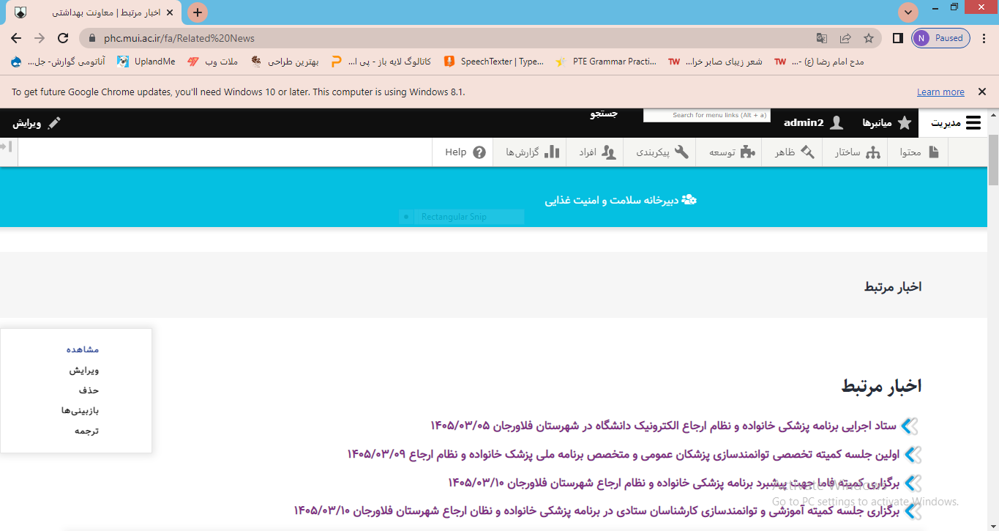 اخبار مرتبط | معاونت بهداشتی
phc.mui.ac.ir/fa/Related%20News
N Paused
آناتومی گوارش- جل...
UplandMe
ملات وب
بهترین طراحی
کاتالوگ لایه باز - پی ا...
SpeechTexter | Type...
PTE Grammar Practi...
شعر زیبای صابر خرا...
مدح امام رضا (ع) -...
To get future Google Chrome updates, you'll need Windows 10 or later. This computer is using Windows 8.1.
Learn more
مدیریت
میانبرها
admin2
Search for menu links (Alt + a)
جستجو
ویرایش
محتوا
ساختار
ظاهر
توسعه
پیکربندی
افراد
گزارش‌ها
Help
دبیرخانه سلامت و امنیت غذایی
Rectangular Snip
اخبار مرتبط
مشاهده
ویرایش
حذف
بازبینی‌ها
ترجمه
اخبار مرتبط
ستاد اجرایی برنامه پزشکی خانواده و نظام ارجاع الکترونیک دانشگاه در شهرستان فلاورجان ۱۴۰۵/۰۳/۰۵
اولین جلسه کمیته تخصصی توانمندسازی پزشکان عمومی و متخصص برنامه ملی پزشک خانواده و نظام ارجاع ۱۴۰۵/۰۳/۰۹
برگزاری کمیته فاما جهت پیشبرد برنامه پزشکی خانواده و نظام ارجاع شهرستان فلاورجان ۱۴۰۵/۰۳/۱۰
برگزاری جلسه کمیته آموزشی و توانمندسازی کارشناسان ستادی در برنامه پزشکی خانواده و نظان ارجاع شهرستان فلاورجان ۱۴۰۵/۰۳/۱۰
Activate Windows
Go to PC settings to activate Windows.